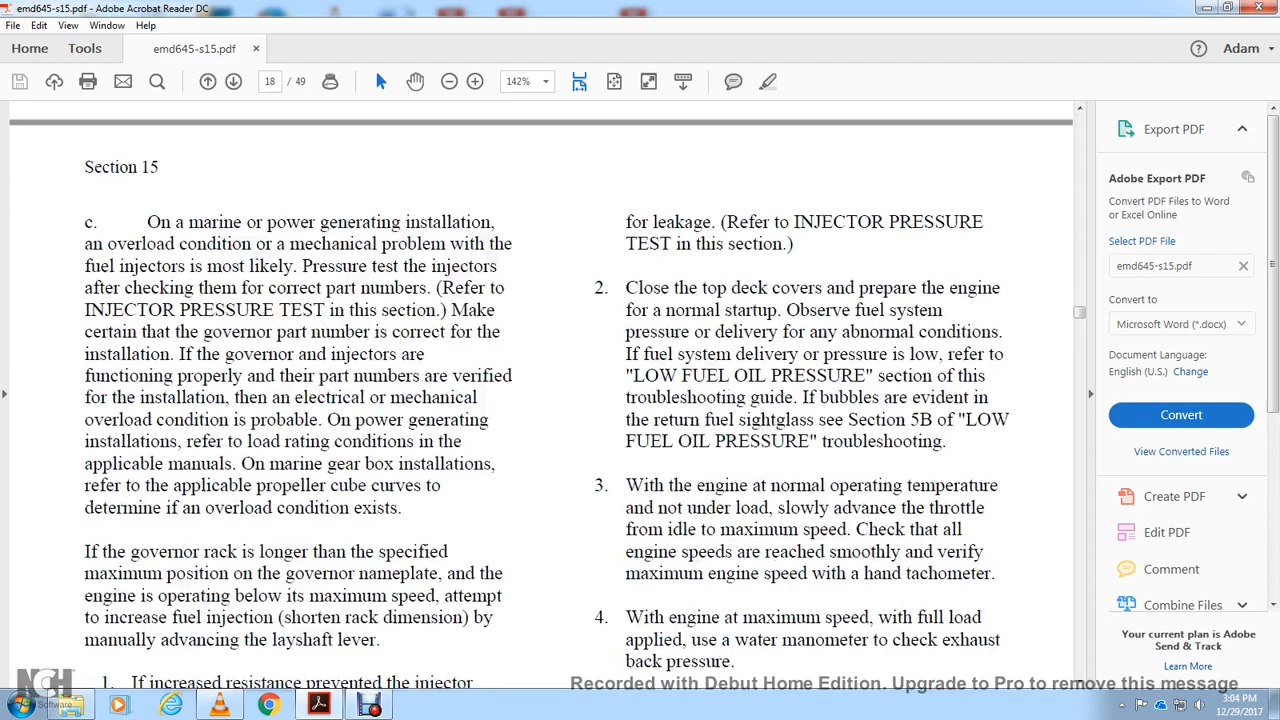 emd645-s15.pdf - Adobe Acrobat Reader DC
File Edit View Window Help
Home Tools emd645-s15.pdf × Adam
18 / 49 142%
Section 15
c. On a marine or power generating installation,
an overload condition or a mechanical problem with the
fuel injectors is most likely. Pressure test the injectors
after checking them for correct part numbers. (Refer to
INJECTOR PRESSURE TEST in this section.) Make
certain that the governor part number is correct for the
installation. If the governor and injectors are
functioning properly and their part numbers are verified
for the installation, then an electrical or mechanical
overload condition is probable. On power generating
installations, refer to load rating conditions in the
applicable manuals. On marine gear box installations,
refer to the applicable propeller cube curves to
determine if an overload condition exists.
If the governor rack is longer than the specified
maximum position on the governor nameplate, and the
engine is operating below its maximum speed, attempt
to increase fuel injection (shorten rack dimension) by
manually advancing the layshaft lever.
1. If increased resistance prevented the injector
for leakage. (Refer to INJECTOR PRESSURE
TEST in this section.)
2. Close the top deck covers and prepare the engine
for a normal startup. Observe fuel system
pressure or delivery for any abnormal conditions.
If fuel system delivery or pressure is low, refer to
"LOW FUEL OIL PRESSURE" section of this
troubleshooting guide. If bubbles are evident in
the return fuel sightglass see Section 5B of "LOW
FUEL OIL PRESSURE" troubleshooting.
3. With the engine at normal operating temperature
and not under load, slowly advance the throttle
from idle to maximum speed. Check that all
engine speeds are reached smoothly and verify
maximum engine speed with a hand tachometer.
4. With engine at maximum speed, with full load
applied, use a water manometer to check exhaust
back pressure.
Export PDF
Adobe Export PDF
Convert PDF Files to Word
or Excel Online
Select PDF File
emd645-s15.pdf
Convert to
Microsoft Word (*.docx)
Document Language:
English (U.S.) Change
Convert
View Converted Files
Create PDF
Edit PDF
Comment
Combine Files
Your current plan is Adobe
Send & Track
Learn More
NCH
Software
Recorded with Debut Home Edition. Upgrade to Pro to remove this message
3:04 PM
12/29/2017